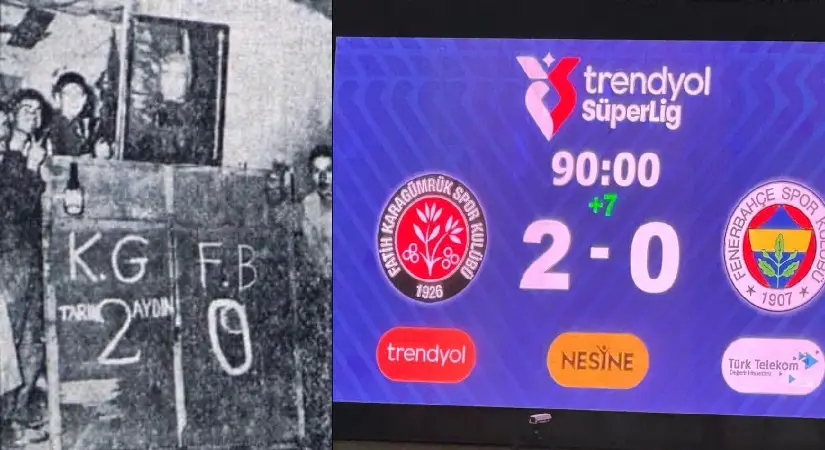 K.G F.B
TARIK AYDIN
2 0
trendyol
SüperLig
90:00
+7
2 - 0
FATİH KARAGÜMRÜK SPOR KULÜBÜ
1926
FENERBAHÇE SPOR KULÜBÜ
★ 1907 ★
trendyol
NESİNE
Türk Telekom